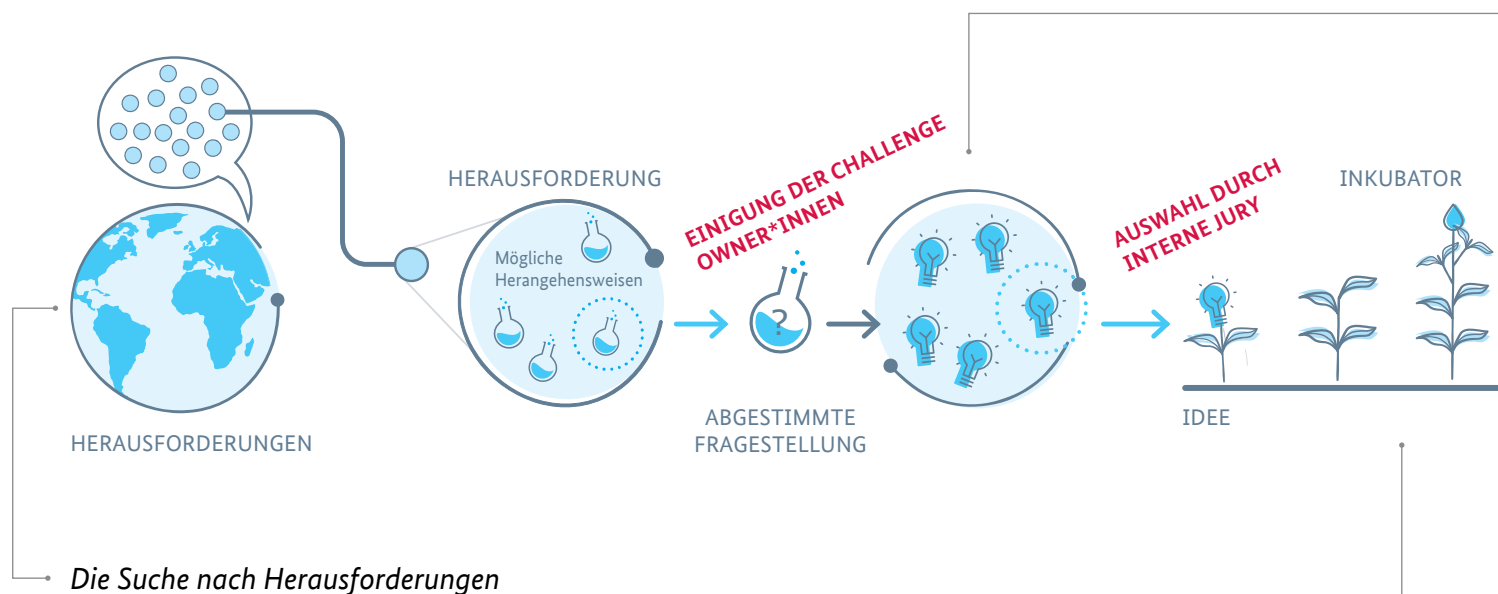 HERAUSFORDERUNG
Mögliche
Herangehensweisen
EINIGUNG DER CHALLENGE
OWNER*INNEN
AUSWAHL DURCH
INTERNE JURY
INKUBATOR
?
HERAUSFORDERUNGEN
ABGESTIMMTE
FRAGESTELLUNG
IDEE
Die Suche nach Herausforderungen